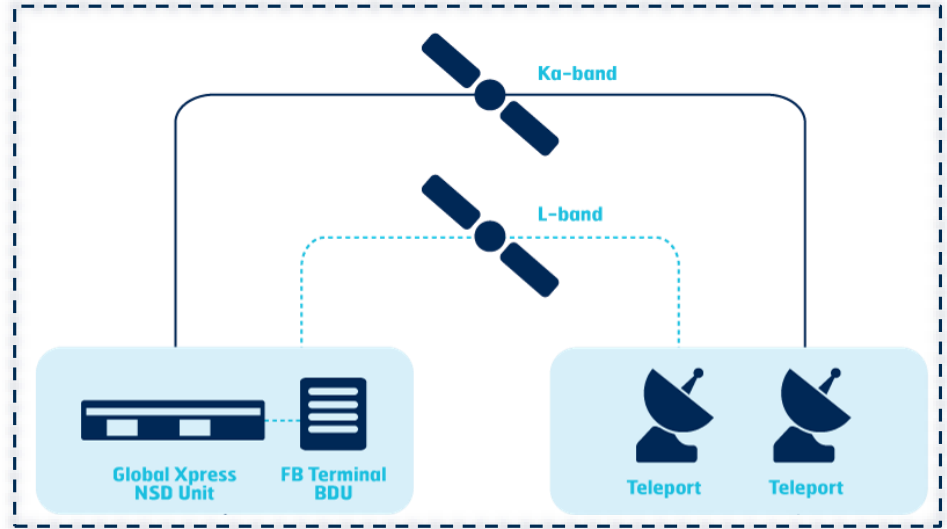 Ka-band
L-band
Global Xpress
NSD Unit
FB Terminal
BDU
Teleport
Teleport